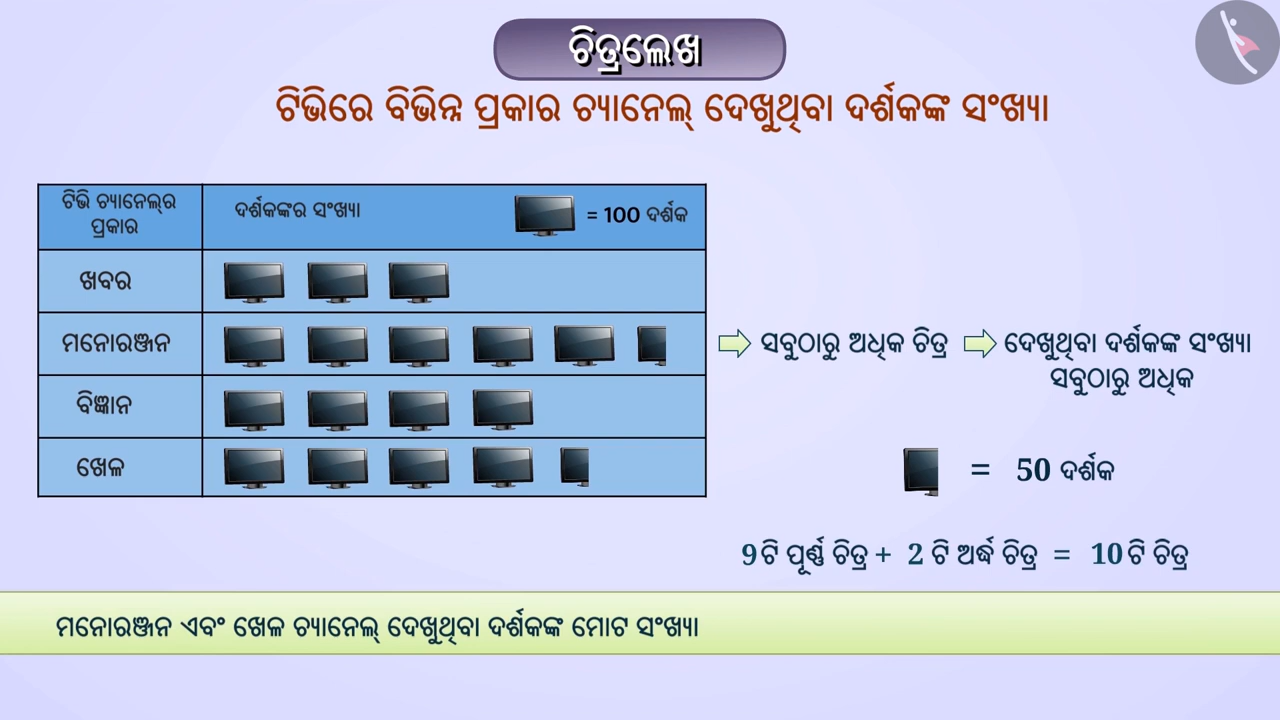 ଚିତ୍ରଲେଖ
ଟିଭିରେ ବିଭିନ୍ନ ପ୍ରକାର ଚ୍ୟାନେଲ୍ ଦେଖୁଥିବା ଦର୍ଶକଙ୍କ ସଂଖ୍ୟା
ଟିଭି ଚ୍ୟାନେଲ୍‌ର
ପ୍ରକାର
ଦର୍ଶକଙ୍କର ସଂଖ୍ୟା
= 100 ଦର୍ଶକ
ଖବର
ମନୋରଞ୍ଜନ
ସବୁଠାରୁ ଅଧିକ ଚିତ୍ର
ଦେଖୁଥିବା ଦର୍ଶକଙ୍କ ସଂଖ୍ୟା
ସବୁଠାରୁ ଅଧିକ
ବିଜ୍ଞାନ
ଖେଳ
= 50 ଦର୍ଶକ
9ଟି ପୂର୍ଣ୍ଣ ଚିତ୍ର + 2 ଟି ଅର୍ଦ୍ଧ ଚିତ୍ର = 10ଟି ଚିତ୍ର
ମନୋରଞ୍ଜନ ଏବଂ ଖେଳ ଚ୍ୟାନେଲ୍ ଦେଖୁଥିବା ଦର୍ଶକଙ୍କ ମୋଟ ସଂଖ୍ୟା